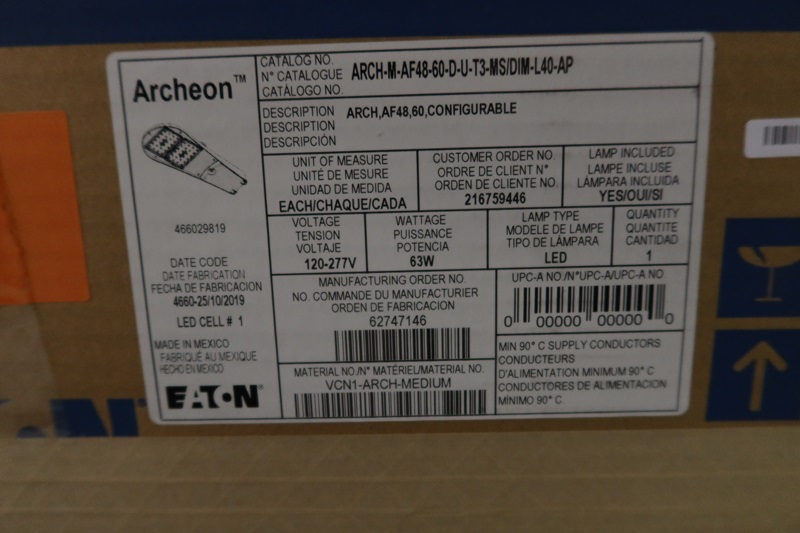 Archeon™
466029819
DATE CODE
DATE FABRICATION
FECHA DE FABRICACION
4660-25/10/2019
LED CELL # 1
MADE IN MEXICO
FABRIQUÉ AU MEXIQUE
HECHO EN MEXICO
EATON
CATALOG NO.
N° CATALOGUE
CATÁLOGO NO.
ARCH-M-AF48-60-D-U-T3-MS/DIM-L40-AP
DESCRIPTION
DESCRIPTION
DESCRIPCIÓN
ARCH,AF48,60,CONFIGURABLE
UNIT OF MEASURE
UNITÉ DE MESURE
UNIDAD DE MEDIDA
EACH/CHAQUE/CADA
CUSTOMER ORDER NO.
ORDRE DE CLIENT N°
ORDEN DE CLIENTE NO.
216759446
LAMP INCLUDED
LAMPE INCLUSE
LÁMPARA INCLUIDA
YES/OUI/SI
VOLTAGE
TENSION
VOLTAJE
120-277V
WATTAGE
PUISSANCE
POTENCIA
63W
LAMP TYPE
MODELE DE LAMPE
TIPO DE LÁMPARA
LED
QUANTITY
QUANTITE
CANTIDAD
1
MANUFACTURING ORDER NO.
NO. COMMANDE DU MANUFACTURIER
ORDEN DE FABRICACION
62747146
UPC-A NO./N°UPC-A/UPC-A NO.
0 00000 00000 0
MATERIAL NO./N° MATÉRIEL/MATERIAL NO.
VCN1-ARCH-MEDIUM
MIN 90° C SUPPLY CONDUCTORS
CONDUCTEURS
D'ALIMENTATION MINIMUM 90° C
CONDUCTORES DE ALIMENTACION
MÍNIMO 90° C.